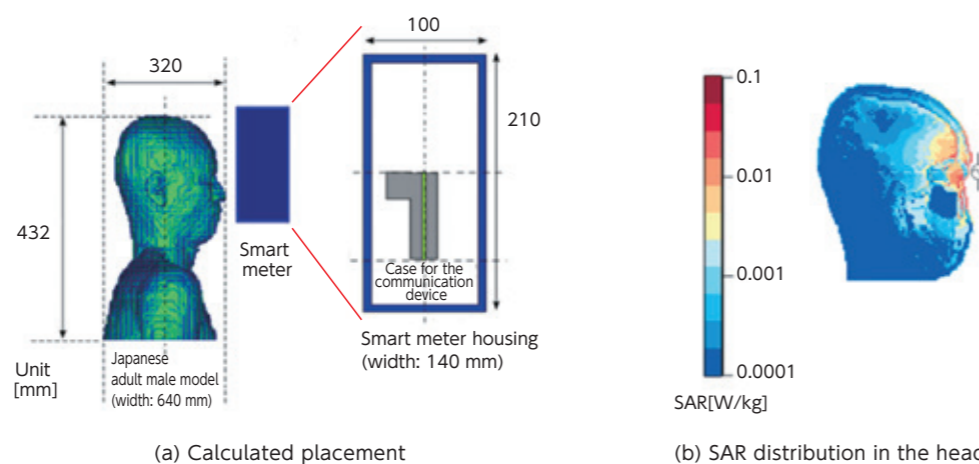 320
432
Unit
[mm]
Japanese
adult male model
(width: 640 mm)
Smart
meter
100
210
Case for the
communication
device
Smart meter housing
(width: 140 mm)
(a) Calculated placement
0.1
0.01
0.001
0.0001
SAR[W/kg]
(b) SAR distribution in the head